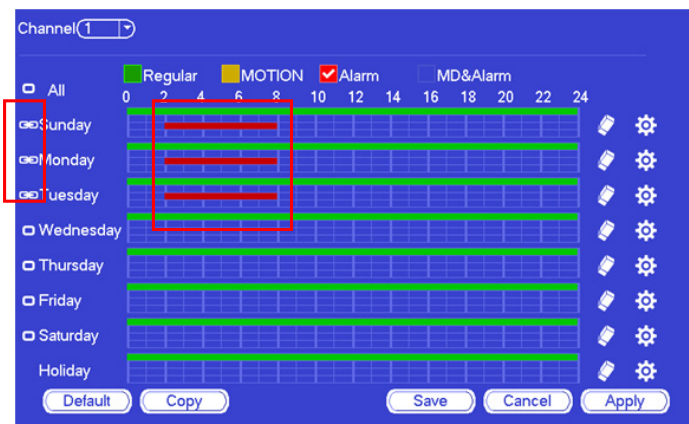 Channel 1
Regular MOTION Alarm MD&Alarm
All
0 2 4 6 8 10 12 14 16 18 20 22 24
Sunday
Monday
Tuesday
Wednesday
Thursday
Friday
Saturday
Holiday
Default Copy Save Cancel Apply